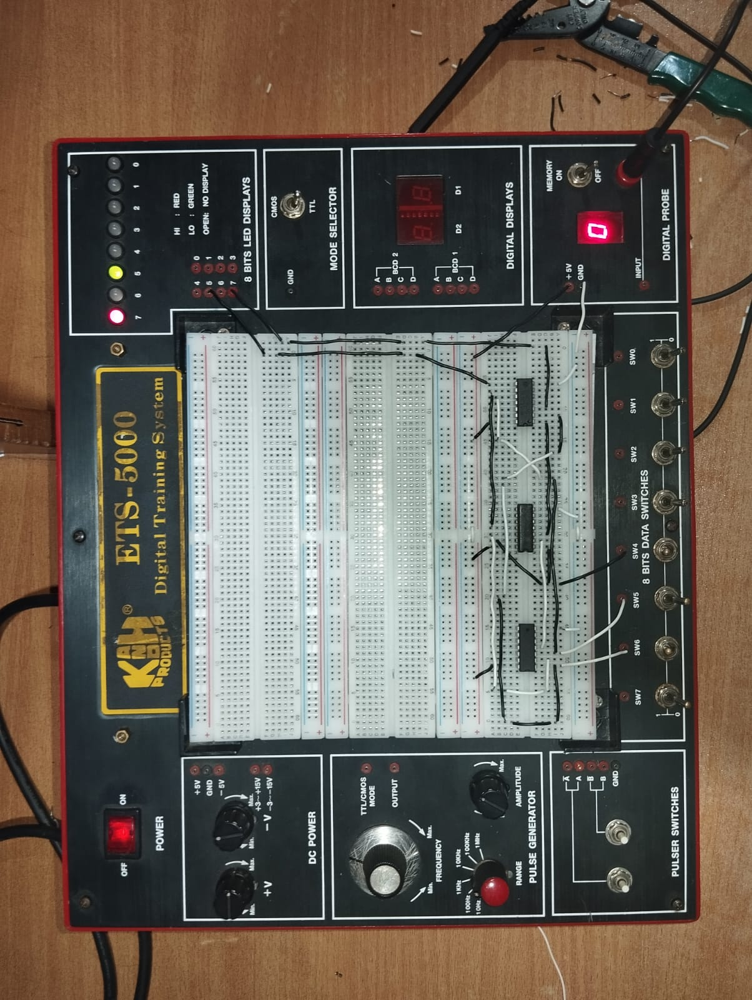 K AND H
PRODUCTS
®
ETS-5000
Digital Training System
POWER
OFF
ON
7 6 5 4 3 2 1 0
HI : RED
LO : GREEN
OPEN: NO DISPLAY
4 0
5 1
6 2
7 3
8 BITS LED DISPLAYS
CMOS
TTL
GND
MODE SELECTOR
D2 D1
A
B
C
D
BCD 2
A
B
C
D
BCD 1
DIGITAL DISPLAYS
MEMORY
ON
OFF
0
+5V
GND
INPUT
DIGITAL PROBE
+5V
GND
-5V
+3~+15V
-3~-15V
Min.
Max.
+V
Min.
Max.
-V
DC POWER
TTL/CMOS
MODE
OUTPUT
Min.
Max.
FREQUENCY
10Hz
100Hz
1KHz
10KHz
100KHz
1MHz
RANGE
Max.
AMPLITUDE
PULSE GENERATOR
A
A
B
B
GND
PULSER SWITCHES
SW7 SW6 SW5 SW4 SW3 SW2 SW1 SW0
8 BITS DATA SWITCHES
1
0
1
0